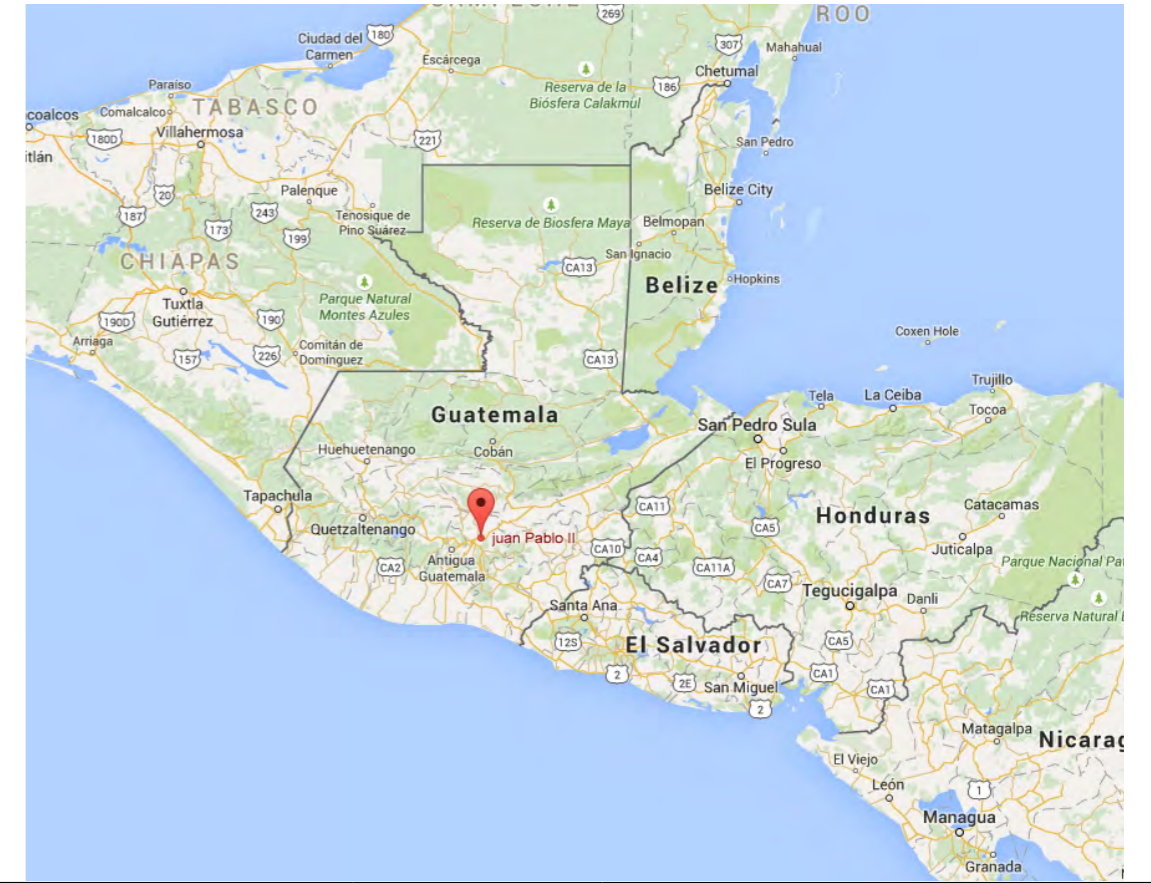 269
ROO
Ciudad del
Carmen
180
307
Mahahual
Escárcega
Chetumal
Paraíso
Reserva de la
Biósfera Calakmul
186
coalcos
Comalcalco
TABASCO
180D
Villahermosa
221
San Pedro
itlán
20
Palenque
Belize City
187
243
Tenosique de
Pino Suárez
Reserva de Biosfera Maya
Belmopan
173
199
San Ignacio
CHIAPAS
CA13
Belize
Hopkins
Tuxtla
Gutiérrez
Parque Natural
Montes Azules
190D
190
Coxen Hole
Arriaga
157
226
Comitán de
Domínguez
CA13
Trujillo
Tela
La Ceiba
Tocoa
Guatemala
San Pedro Sula
Huehuetenango
Cobán
El Progreso
Tapachula
CA11
Catacamas
Quetzaltenango
CA5
Honduras
juan Pablo II
CA10
CA4
Juticalpa
Antigua
Guatemala
CA2
CA11A
Parque Nacional Pat
CA7
Tegucigalpa
Danli
Santa Ana
Reserva Natural
12S
El Salvador
CA5
2
2E
San Miguel
CA1
CA1
2
Matagalpa
Nicarag
El Viejo
León
1
Managua
Granada